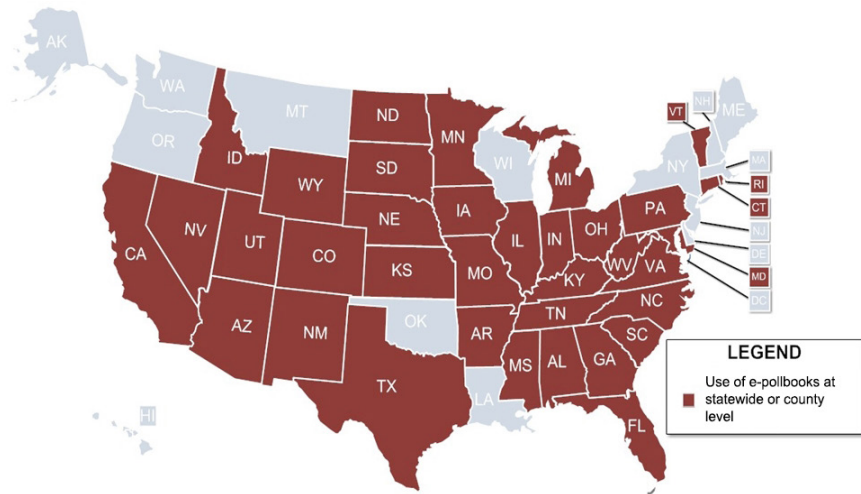 AK
WA
MT
ND
MN
VT
NH
ME
OR
ID
SD
WI
NY
MA
WY
MI
RI
CT
NV
NE
IA
PA
NJ
CA
UT
CO
IL
IN
OH
DE
KS
MO
WV
VA
MD
KY
DC
AZ
NM
OK
AR
TN
NC
SC
MS
AL
GA
TX
LA
FL
HI
LEGEND
Use of e-pollbooks at
statewide or county
level